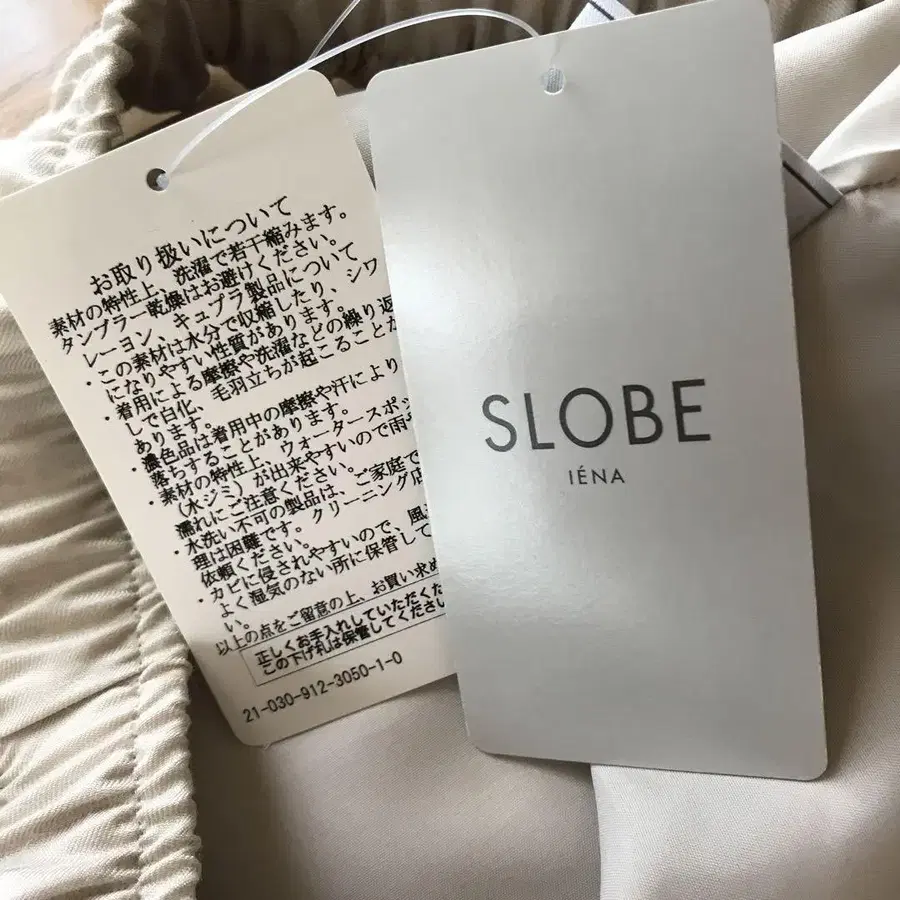 お取り扱いについて
素材の特性上、洗濯で若干縮みます。
タンブラー乾燥はお避けください。
レーヨン、キュプラ製品について
・この素材は水分で収縮したり、シワ
になりやすい性質があります。
・着用による摩擦や洗濯などの繰り返
しで白化、毛羽立ちが起こることが
あります。
・濃色品は着用中の摩擦や汗により
落ちすることがあります。
・素材の特性上、ウォータースポッ
(水ジミ)が出来やすいので雨や
濡れにご注意ください。
・水洗い不可の製品は、ご家庭で
理は困難です。クリーニング店
依頼ください。
・カビに侵されやすいので、風
よく湿気のない所に保管して
い。
以上の点をご留意の上、お買い求め
正しくお手入れしていただくた
この下げ札は保管してくださ
21-030-912-3050-1-0
SLOBE
IÉNA